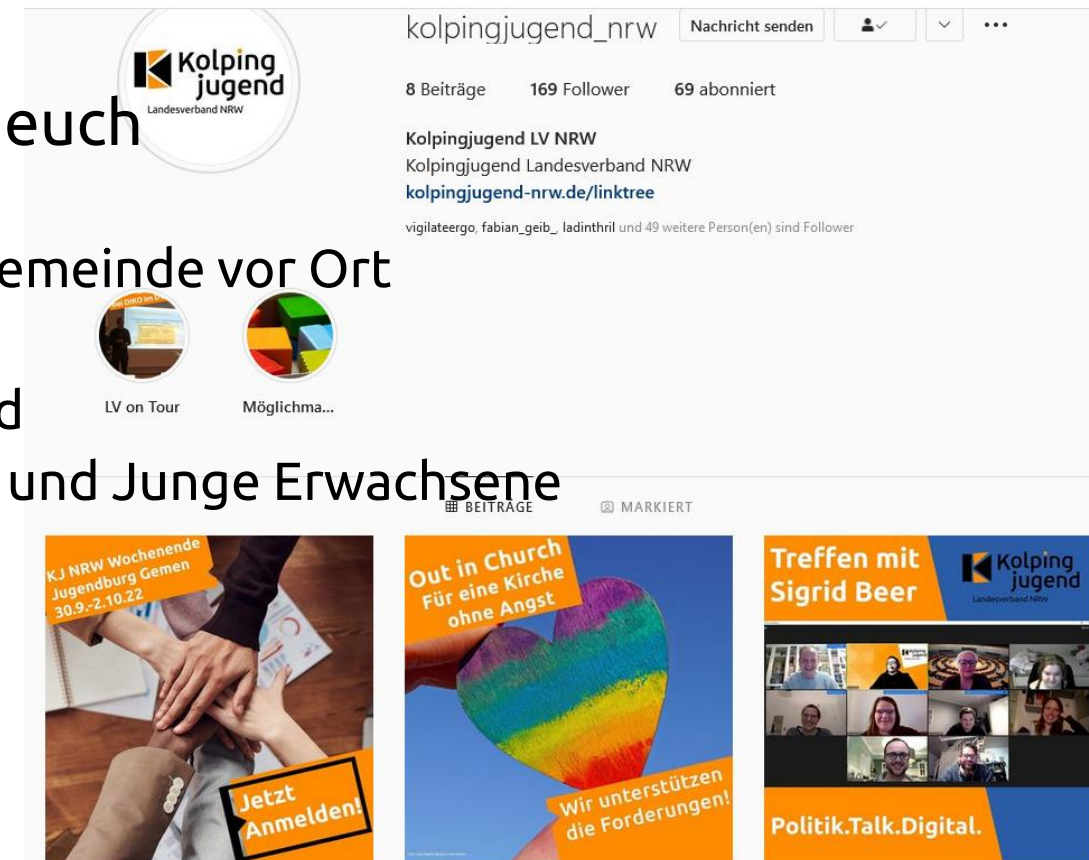 kolpingjugend_nrw
Nachricht senden
Kolping
jugend
Landesverband NRW
8 Beiträge 169 Follower 69 abonniert
euch
Kolpingjugend LV NRW
Kolpingjugend Landesverband NRW
kolpingjugend-nrw.de/linktree
vigilateergo, fabian_geib_, ladinthril und 49 weitere Person(en) sind Follower
emeinde vor Ort
LV on Tour
Möglichma...
d
und Junge Erwachsene
BEITRÄGE
MARKIERT
KJ NRW Wochenende
Jugendburg Gemen
30.9.-2.10.22
Jetzt
Anmelden!
Out in Church
Für eine Kirche
ohne Angst
Wir unterstützen
die Forderungen!
Treffen mit
Sigrid Beer
Kolping
jugend
Landesverband NRW
Politik.Talk.Digital.